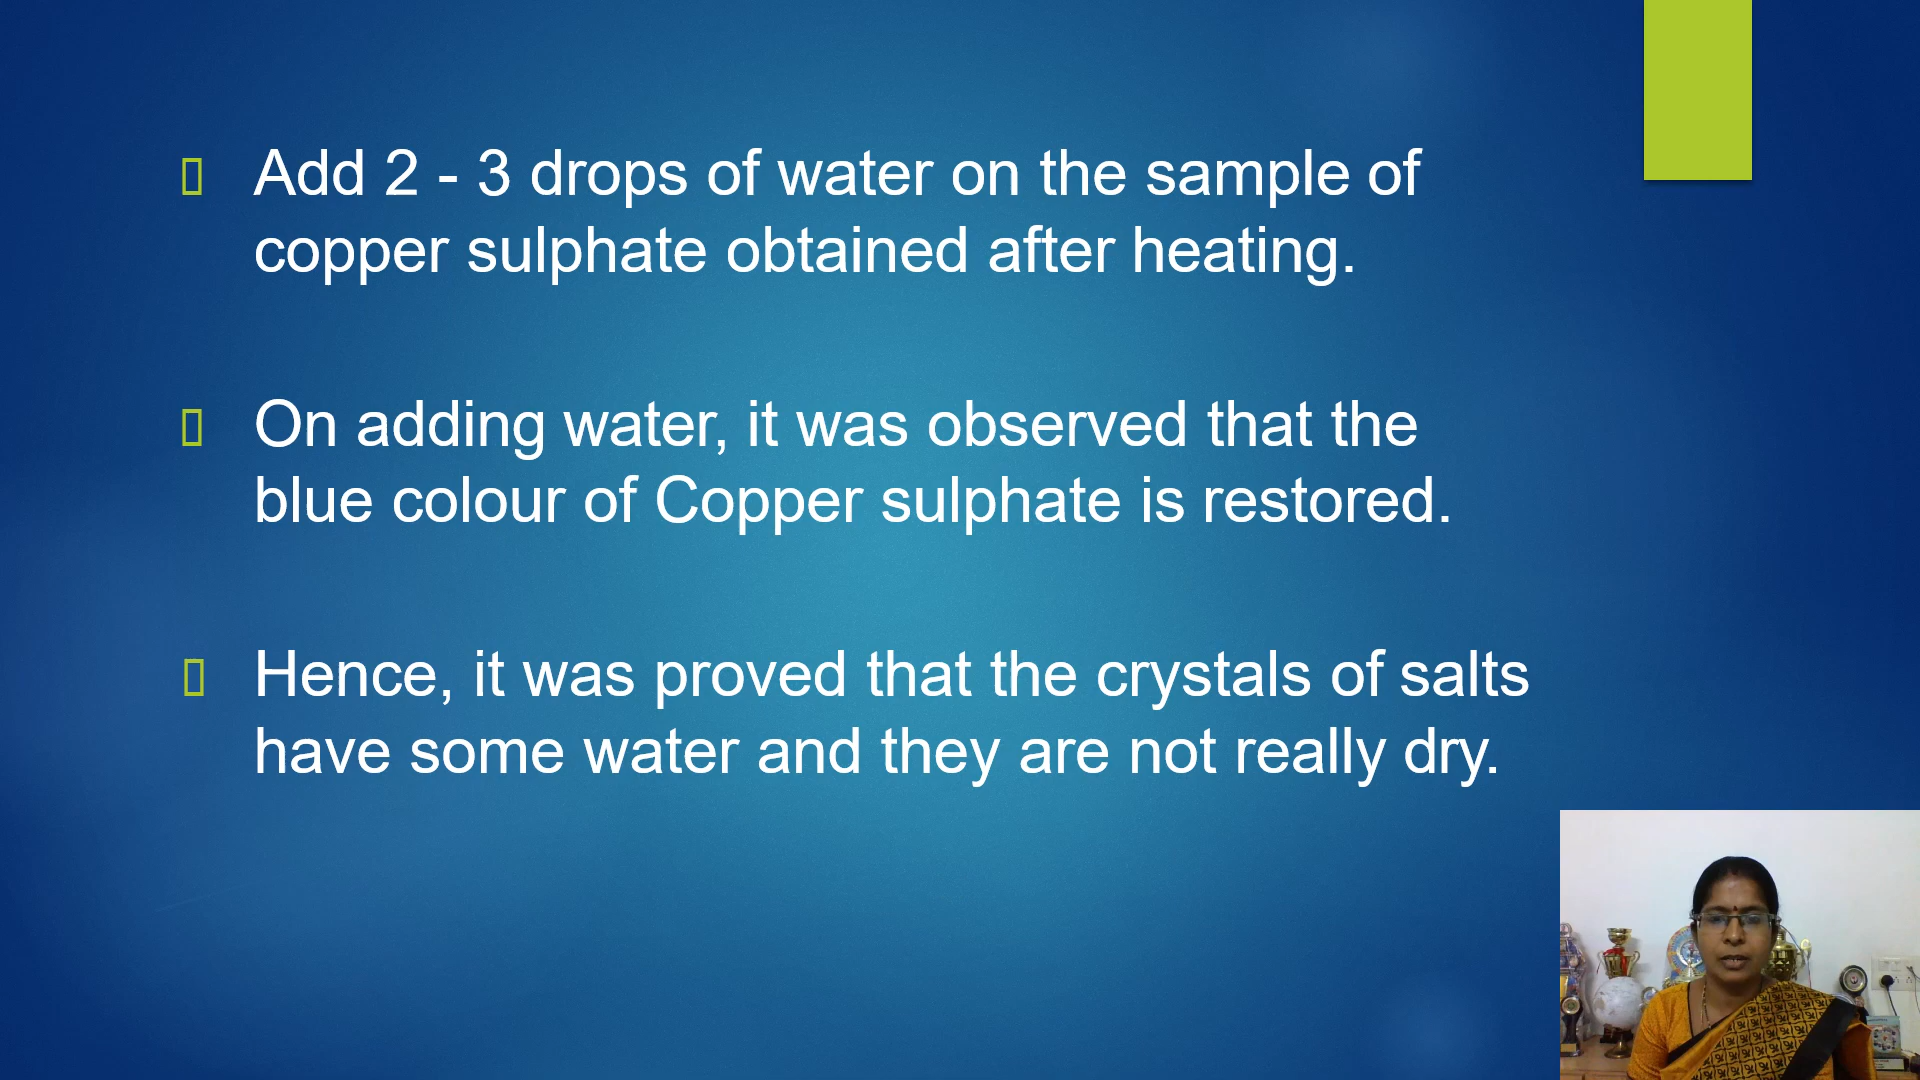 Add 2 - 3 drops of water on the sample of
copper sulphate obtained after heating.
On adding water, it was observed that the
blue colour of Copper sulphate is restored.
Hence, it was proved that the crystals of salts
have some water and they are not really dry.